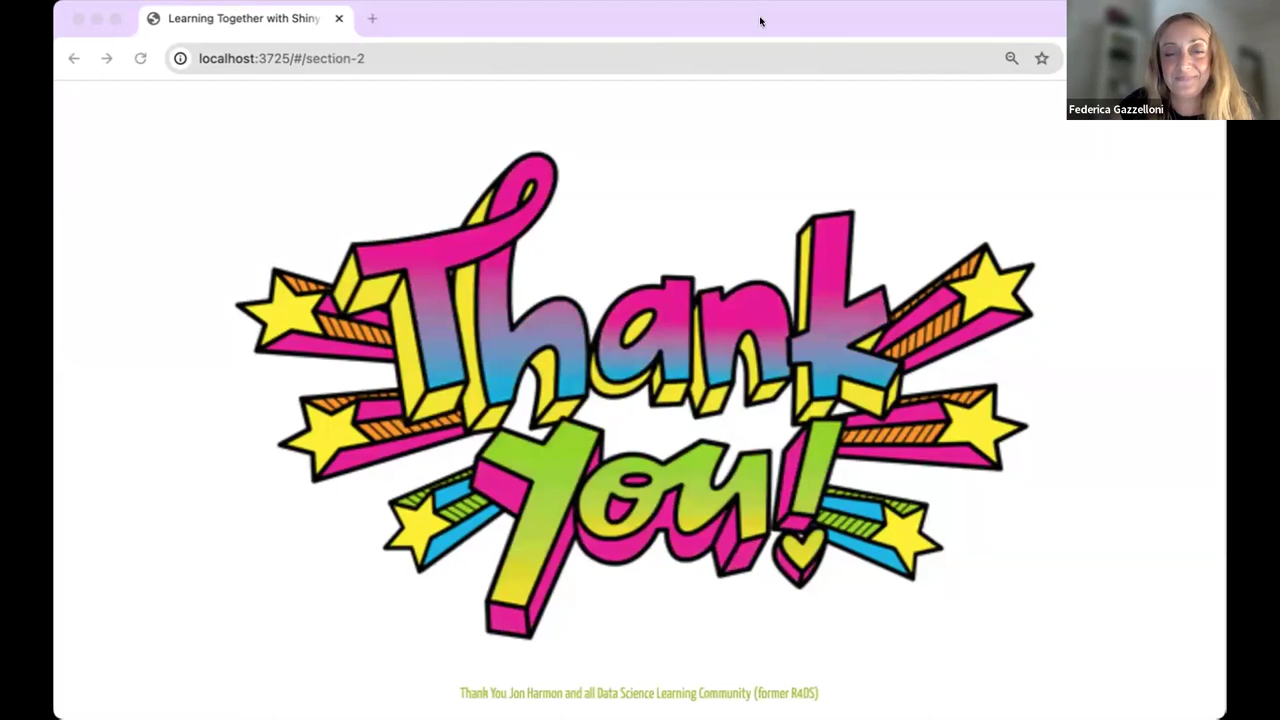 Learning Together with Shiny
localhost:3725/#/section-2
Federica Gazzelloni
Thank
You!
Thank You Jon Harmon and all Data Science Learning Community (former R4DS)